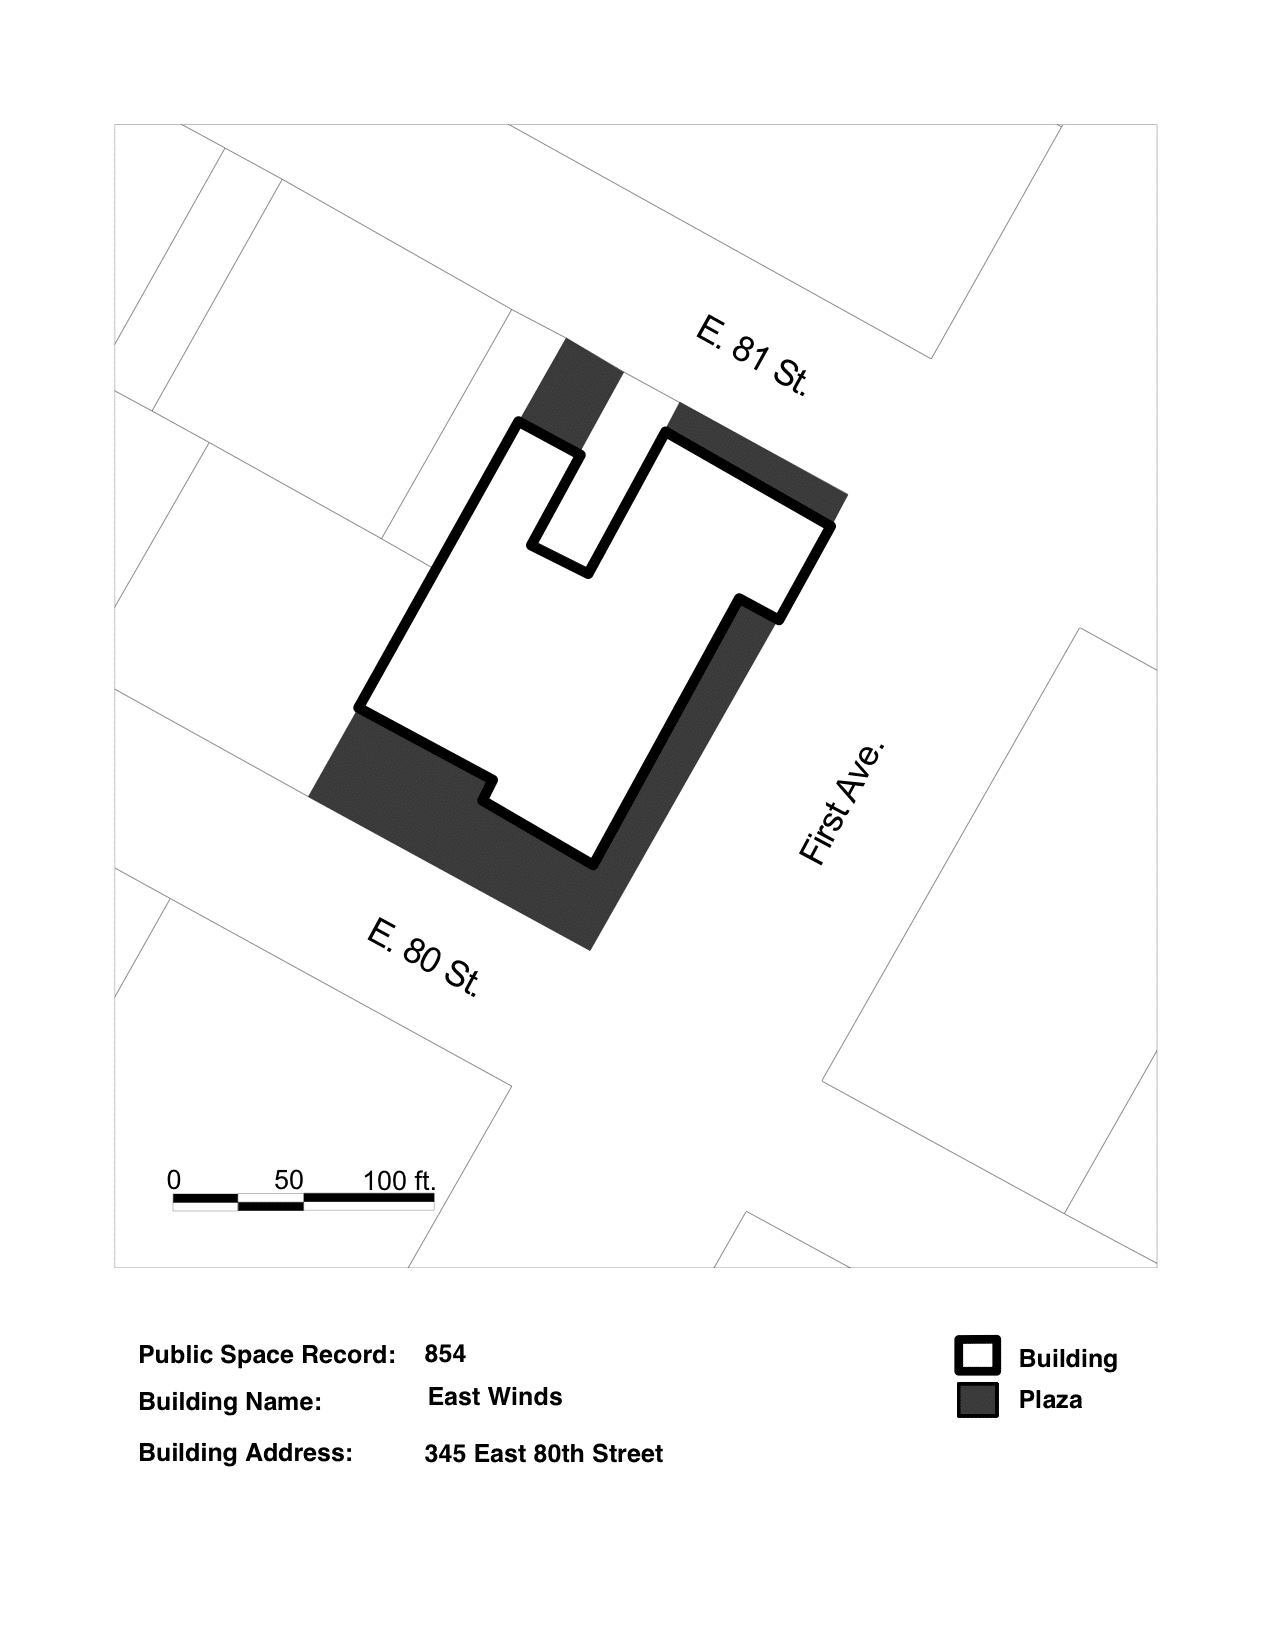 E. 81 St.
First Ave.
E. 80 St.
0 50 100 ft.
Public Space Record: 854
Building Name: East Winds
Building Address: 345 East 80th Street
Building
Plaza